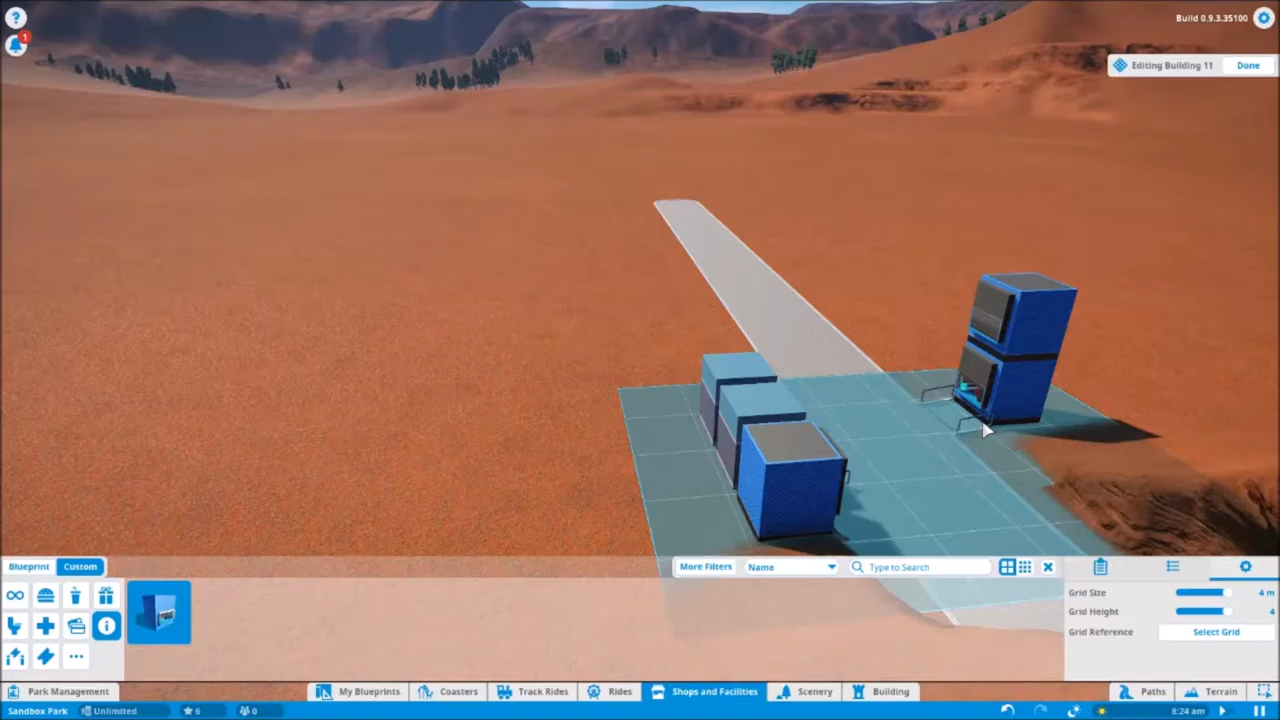 ?
1
Build 0.9.3.35100
Editing Building 11 Done
Blueprint Custom
More Filters Name Type to Search
Grid Size 4 m
Grid Height 4
Grid Reference Select Grid
Park Management My Blueprints Coasters Track Rides Rides Shops and Facilities Scenery Building Paths Terrain
Sandbox Park Unlimited 6 0 8:24 am